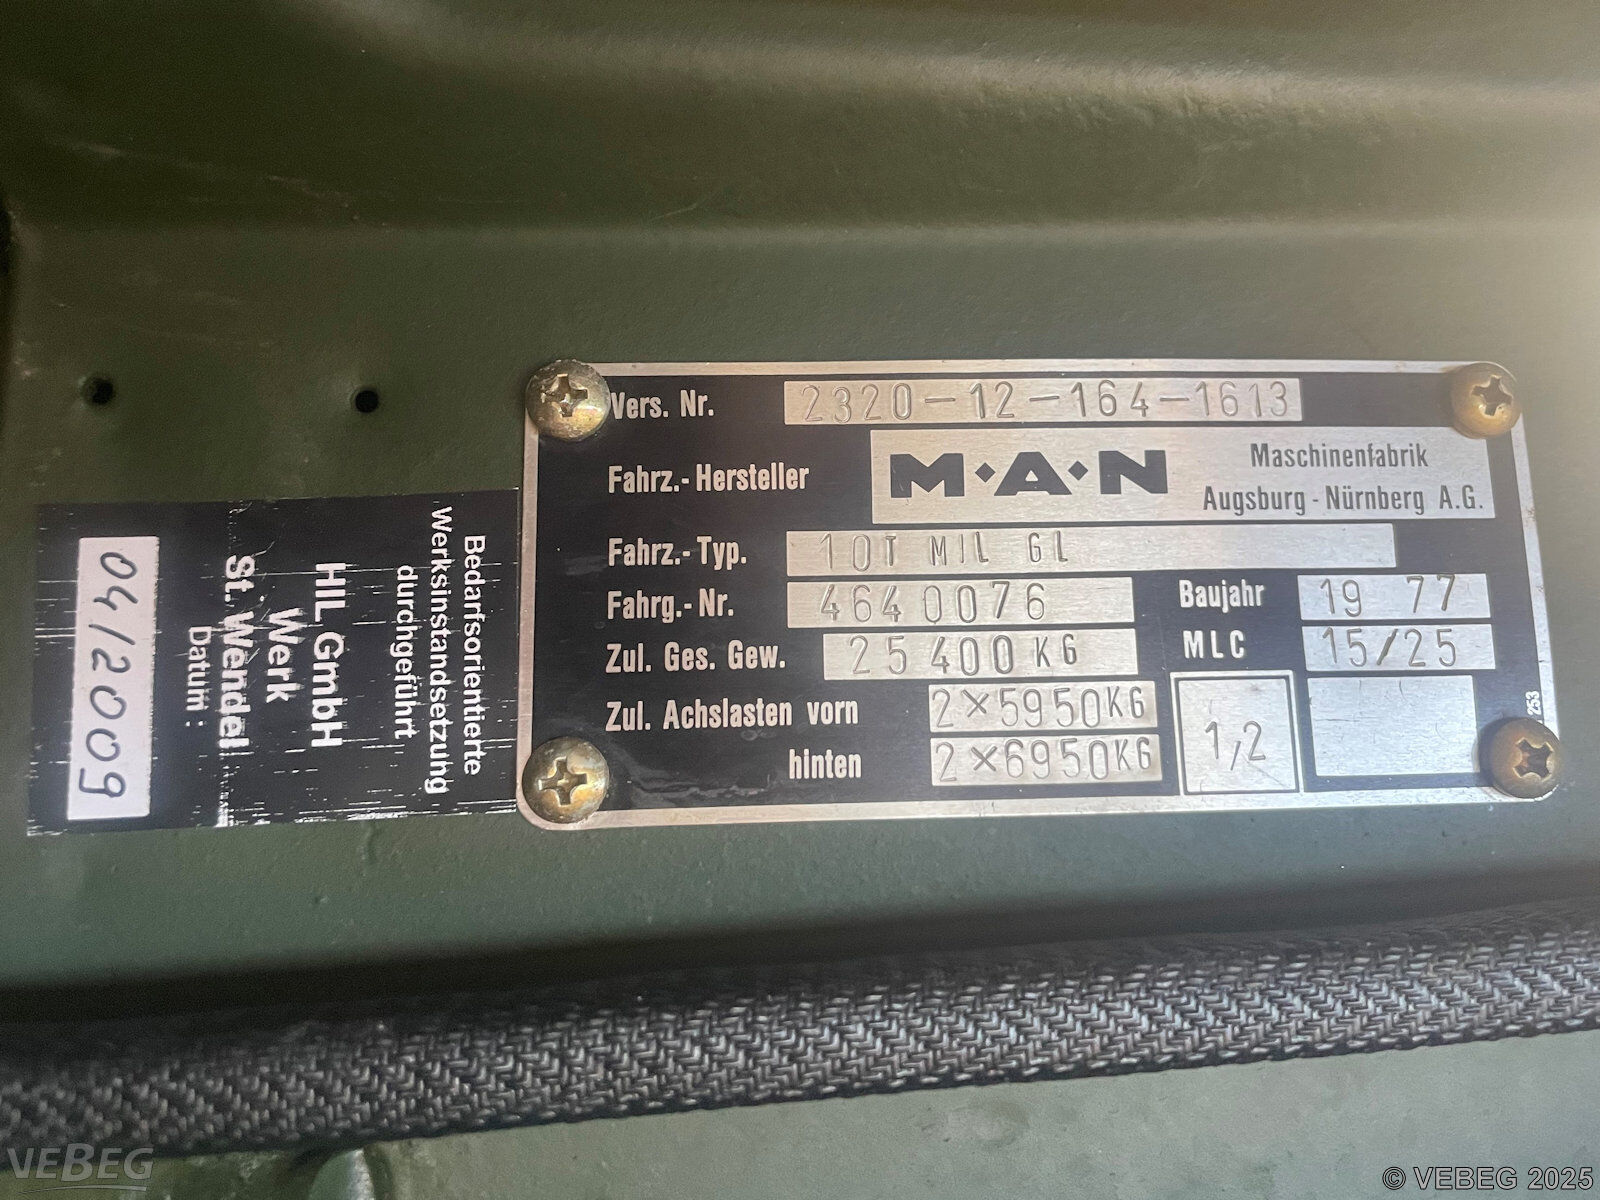 Vers. Nr. 2320-12-164-1613
Fahrz.-Hersteller M·A·N Maschinenfabrik
Augsburg - Nürnberg A.G.
Fahrz.-Typ. 10T MIL GL
Fahrg.-Nr. 4640076 Baujahr 19 77
Zul. Ges. Gew. 25400KG MLC 15/25
Zul. Achslasten vorn 2×5950KG 1/2
hinten 2×6950KG
253
Bedarfsorientierte
Werksinstandsetzung
durchgeführt
HIL GmbH
Werk
St. Wendel
Datum :
04/2009
VEBEG
© VEBEG 2025